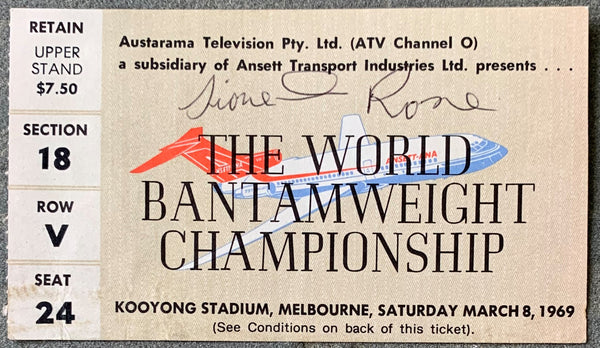 RETAIN
UPPER
STAND
$7.50
SECTION
18
ROW
V
SEAT
24
Austarama Television Pty. Ltd. (ATV Channel O)
a subsidiary of Ansett Transport Industries Ltd. presents . . .
Lionel Rose
THE WORLD
ANSETT-ANA
BANTAMWEIGHT
CHAMPIONSHIP
KOOYONG STADIUM, MELBOURNE, SATURDAY MARCH 8, 1969
(See Conditions on back of this ticket).